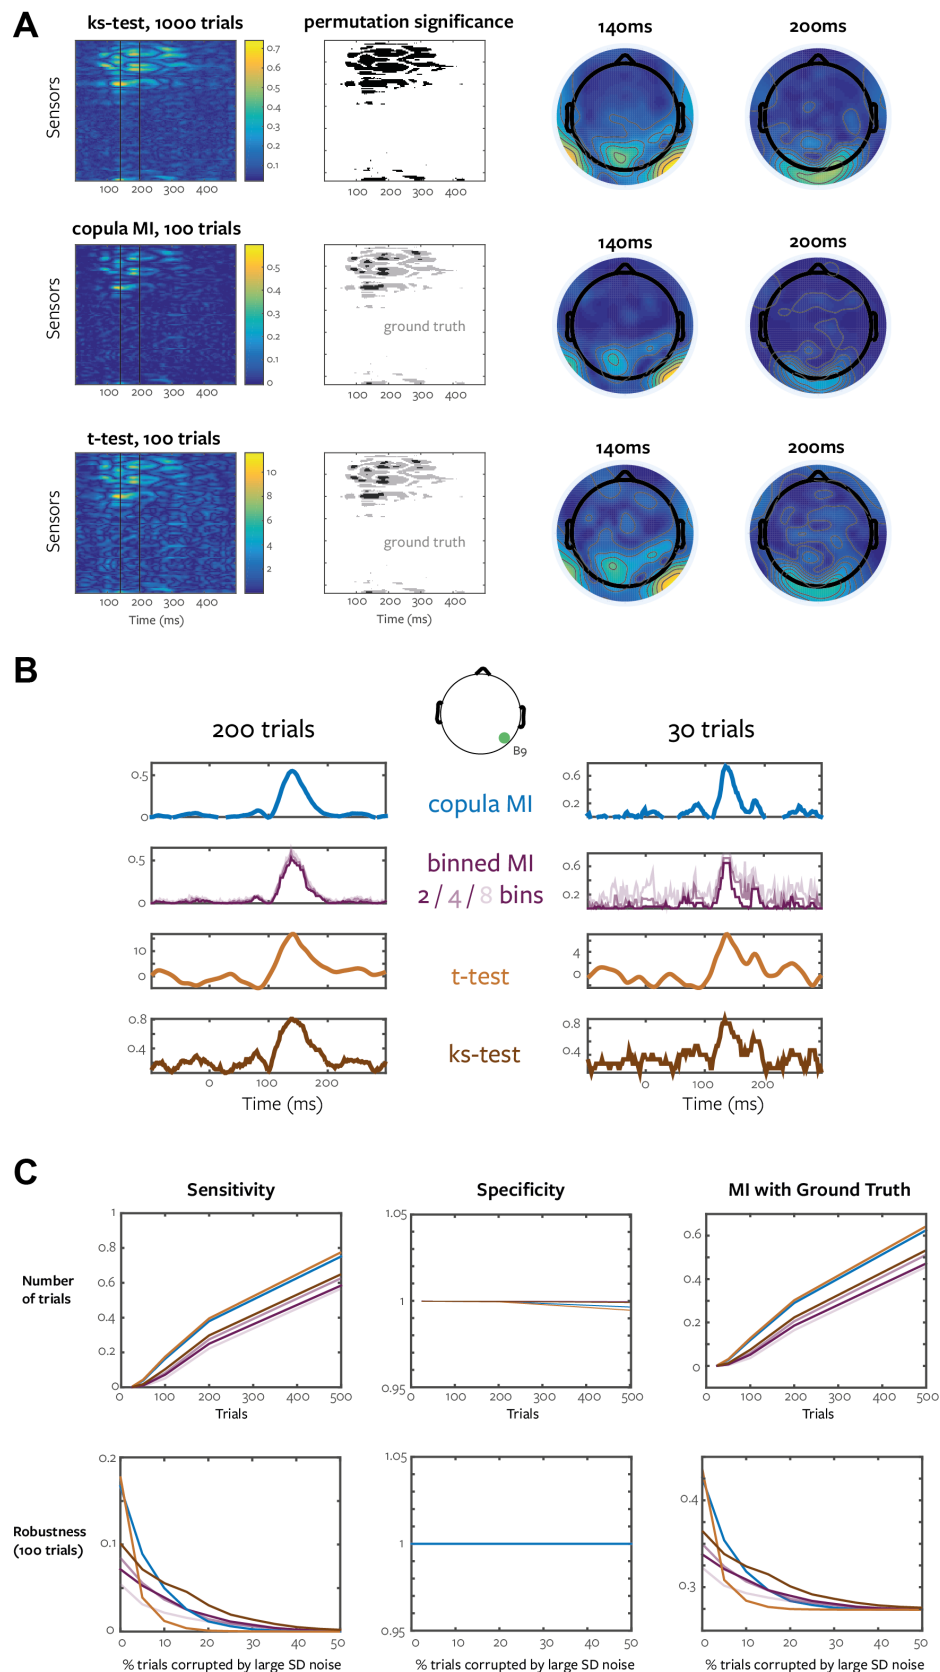 A
ks-test, 1000 trials
permutation significance
140ms
200ms
Sensors
0.7
0.6
0.5
0.4
0.3
0.2
0.1
100 200 300 400
100 200 300 400
copula MI, 100 trials
140ms
200ms
Sensors
0.5
0.4
0.3
0.2
0.1
0
ground truth
100 200 300 400
100 200 300 400
t-test, 100 trials
140ms
200ms
Sensors
10
8
6
4
2
ground truth
100 200 300 400
100 200 300 400
Time (ms)
Time (ms)
B
200 trials
B9
30 trials
0.5
0
copula MI
0.6
0.2
0.5
0
binned MI
2 / 4 / 8 bins
0.6
0.2
10
0
t-test
4
0
0.8
0.4
ks-test
0.8
0.4
0 100 200
0 100 200
Time (ms)
Time (ms)
C
Sensitivity
Specificity
MI with Ground Truth
Number
of trials
1
0.8
0.6
0.4
0.2
0
0 100 200 300 400 500
Trials
1.05
1
0.95
0 100 200 300 400 500
Trials
0.6
0.4
0.2
0
0 100 200 300 400 500
Trials
Robustness
(100 trials)
0.2
0.1
0
0 10 20 30 40 50
% trials corrupted by large SD noise
1.05
1
0.95
0 10 20 30 40 50
% trials corrupted by large SD noise
0.4
0.3
0 10 20 30 40 50
% trials corrupted by large SD noise